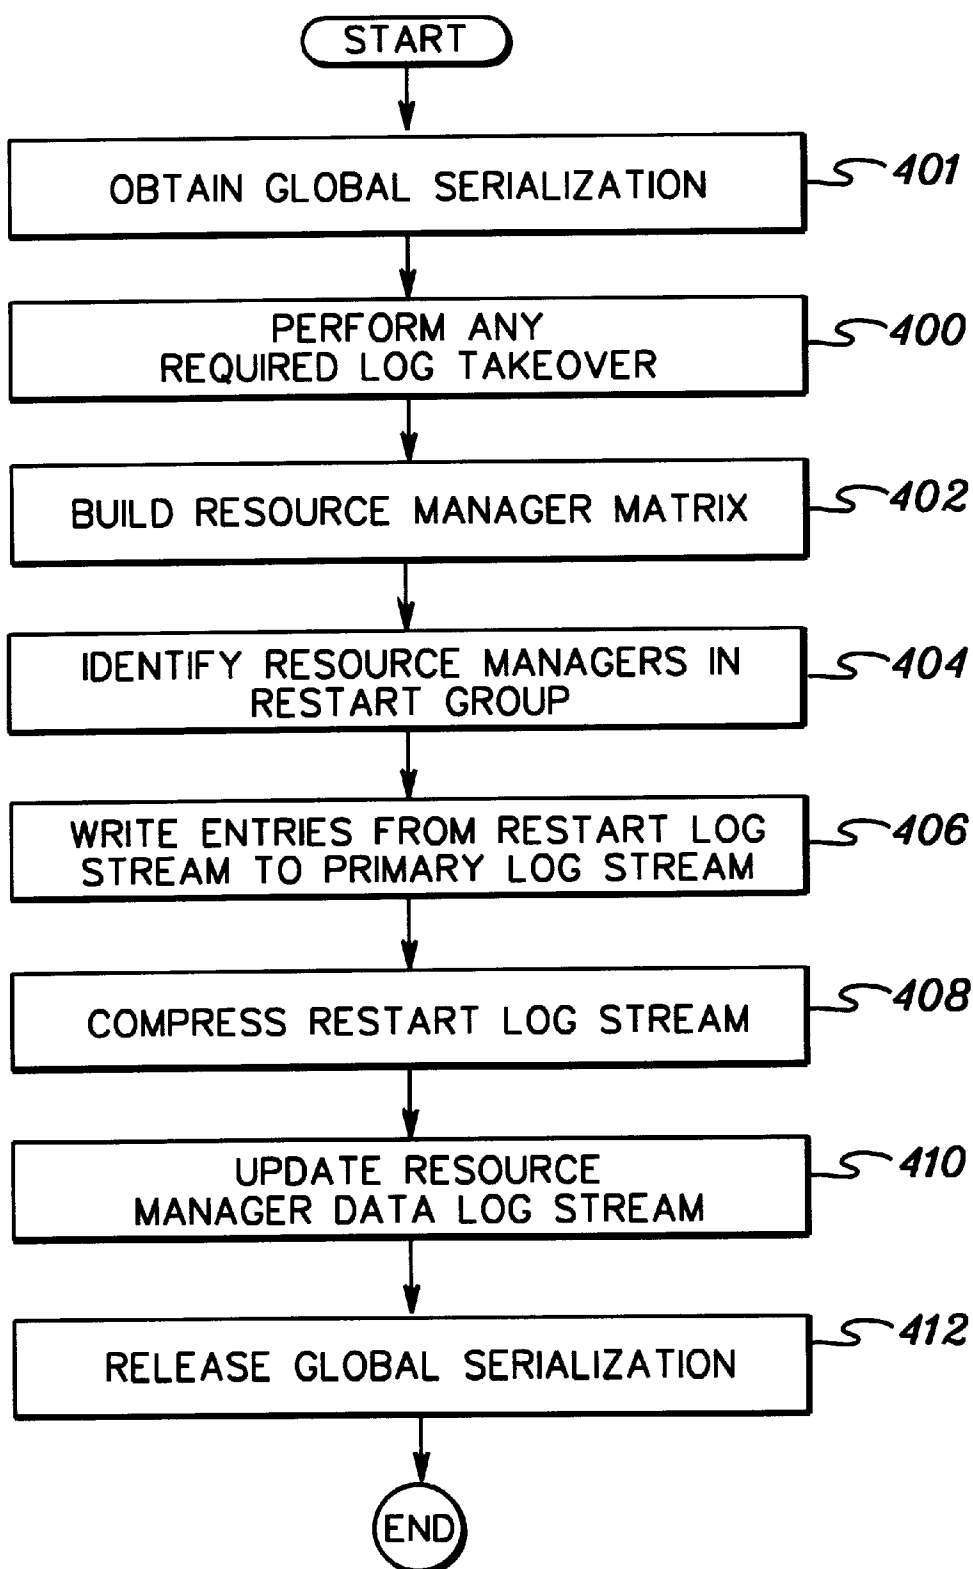 START
OBTAIN GLOBAL SERIALIZATION
401
PERFORM ANY
REQUIRED LOG TAKEOVER
400
BUILD RESOURCE MANAGER MATRIX
402
IDENTIFY RESOURCE MANAGERS IN
RESTART GROUP
404
WRITE ENTRIES FROM RESTART LOG
STREAM TO PRIMARY LOG STREAM
406
COMPRESS RESTART LOG STREAM
408
UPDATE RESOURCE
MANAGER DATA LOG STREAM
410
RELEASE GLOBAL SERIALIZATION
412
END